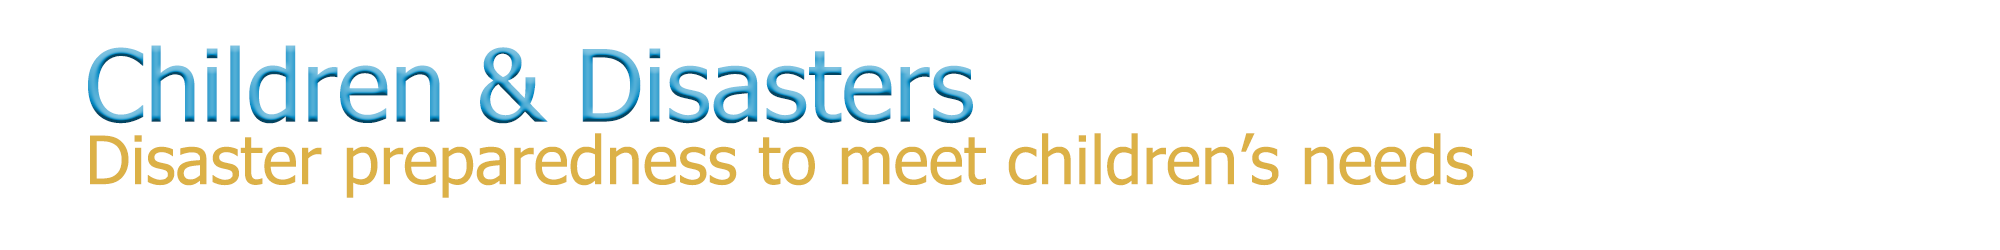 Children & Disasters
Disaster preparedness to meet children’s needs